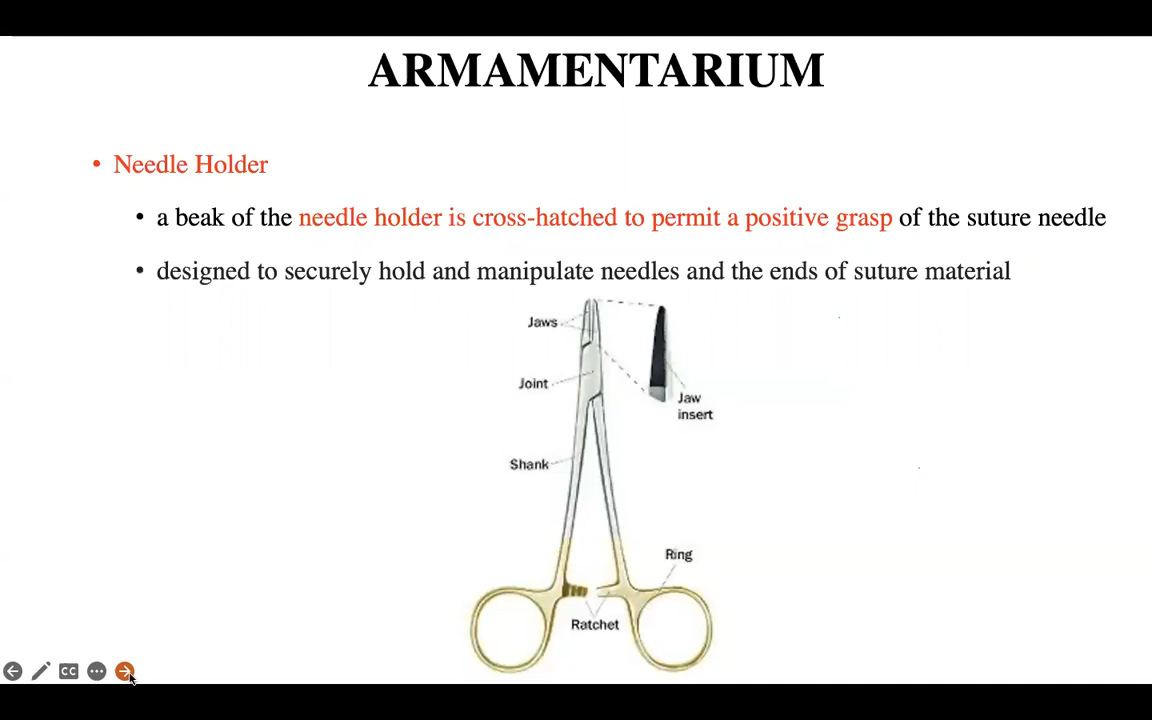 ARMAMENTARIUM
• Needle Holder
• a beak of the needle holder is cross-hatched to permit a positive grasp of the suture needle
• designed to securely hold and manipulate needles and the ends of suture material
Jaws
Joint
Jaw
insert
Shank
Ring
Ratchet
CC